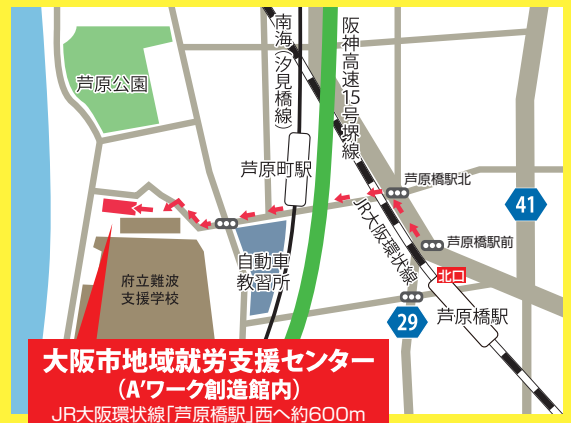 芦原公園
南海（汐見橋線）
阪神高速15号堺線
芦原町駅
芦原橋駅北
41
JR大阪環状線
芦原橋駅前
北口
自動車
教習所
府立難波
支援学校
29
芦原橋駅
大阪市地域就労支援センター
（A’ワーク創造館内）
JR大阪環状線「芦原橋駅」西へ約600m